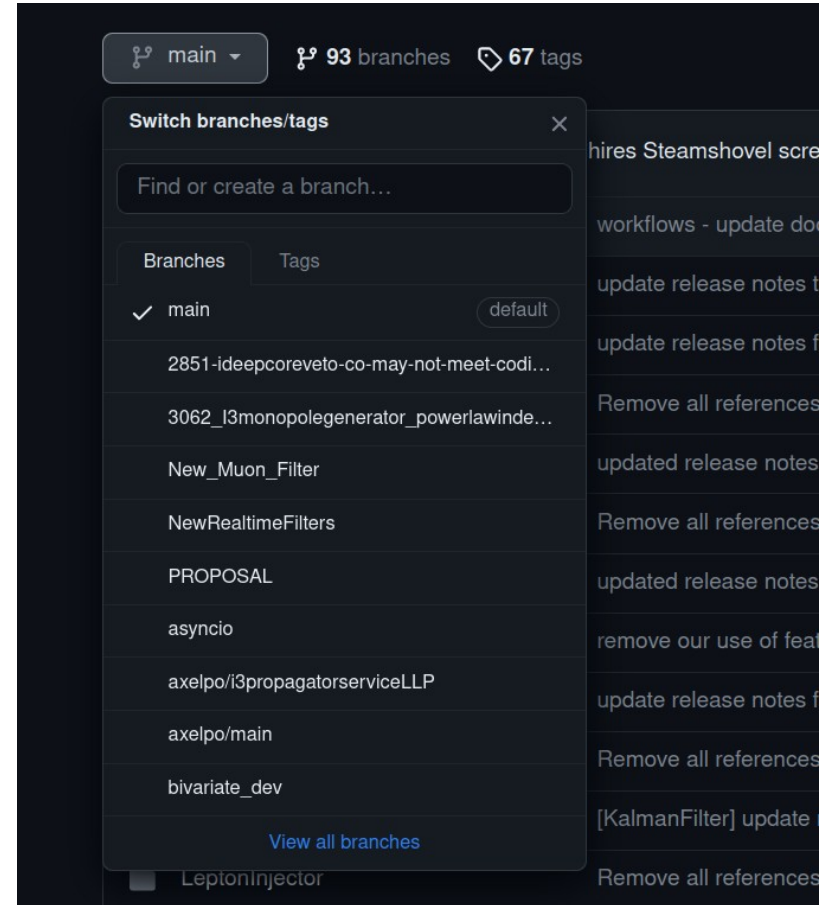 main
93 branches
67 tags
Switch branches/tags
hires Steamshovel scre
Find or create a branch…
workflows - update doc
Branches
Tags
update release notes t
main
default
update release notes f
2851-ideepcoreveto-co-may-not-meet-codi…
Remove all references
3062_I3monopolegenerator_powerlawinde…
updated release notes
New_Muon_Filter
NewRealtimeFilters
Remove all references
PROPOSAL
updated release notes
asyncio
remove our use of feat
axelpo/i3propagatorserviceLLP
update release notes f
axelpo/main
Remove all references
bivariate_dev
[KalmanFilter] update
View all branches
LeptonInjector
Remove all references